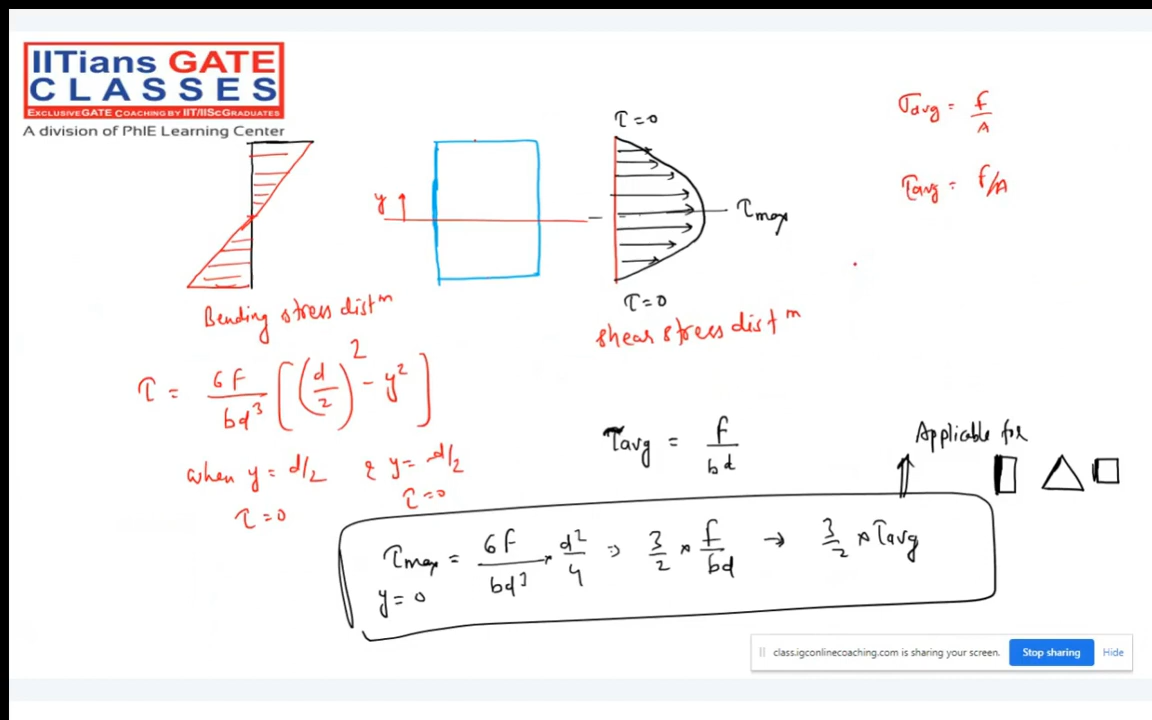 IITians GATE
CLASSES
EXCLUSIVE GATE COACHING BY IIT/IISc GRADUATES
A division of PhIE Learning Center
τ=0
σavg = f/A
τavg = f/A
y
τmax
τ=0
Bending stress distⁿ
shear stress distⁿ
τ = 6F/bd³ [(d/2)² - y²]
τavg = f/bd
Applicable for
when y = d/2 & y = -d/2
τ=0 τ=0
τmax = 6F/bd³ × d²/4 ⇒ 3/2 × f/bd → 3/2 × τavg
y=0
class.igconlinecoaching.com is sharing your screen. Stop sharing Hide